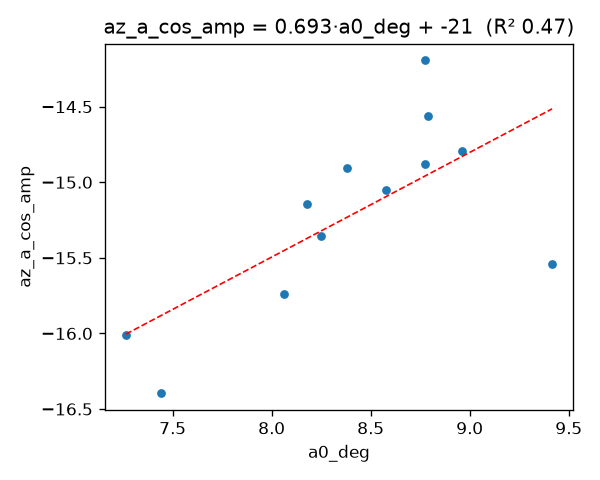 az_a_cos_amp = 0.693·a0_deg + -21  (R² 0.47)
−14.5
−15.0
−15.5
−16.0
−16.5
az_a_cos_amp
7.5 8.0 8.5 9.0 9.5
a0_deg